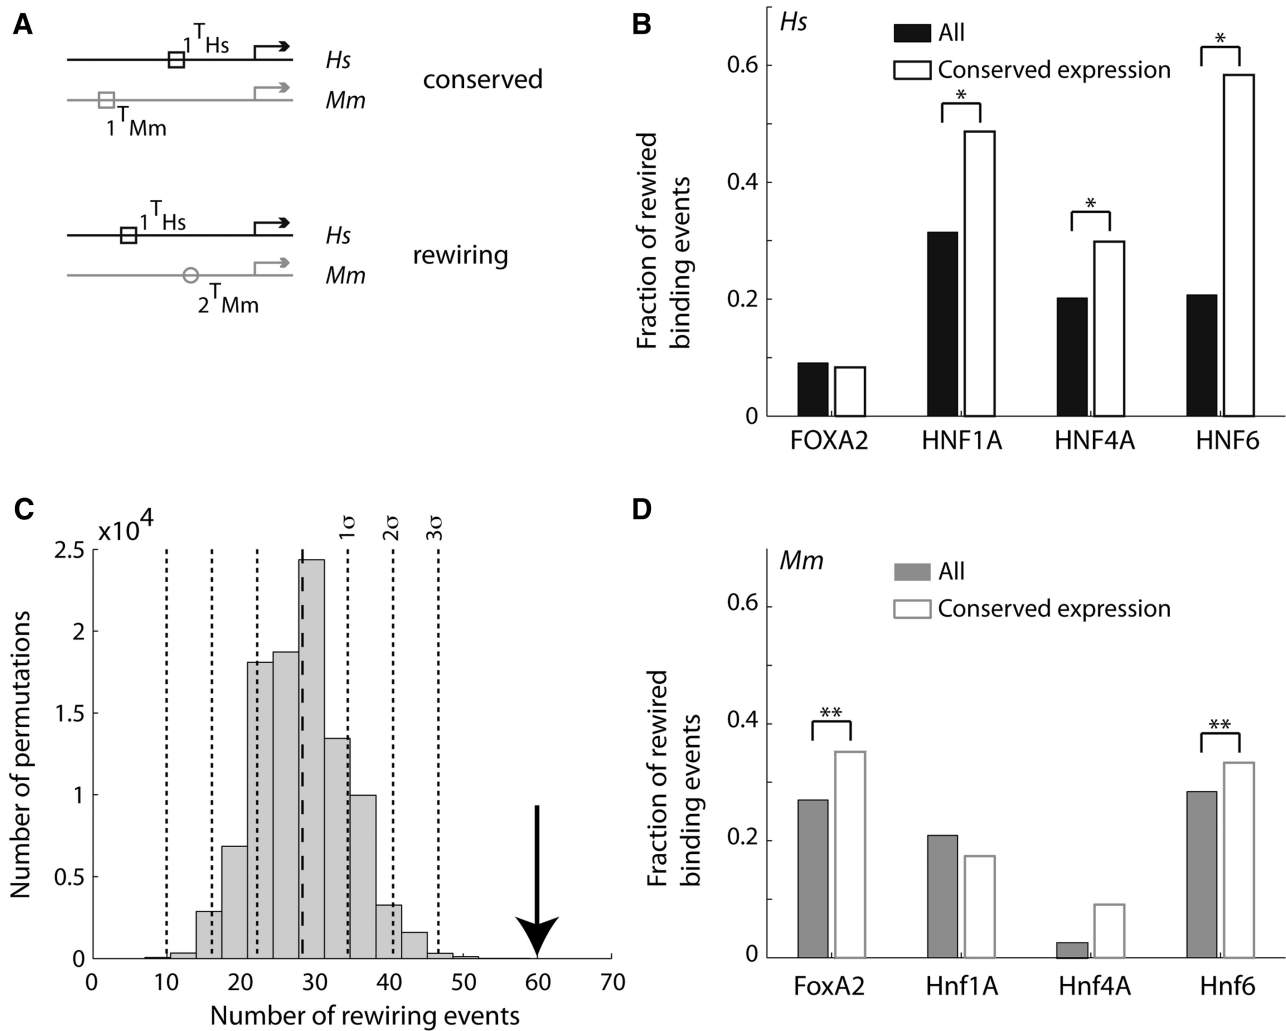 A
1THs
Hs
conserved
Mm
1TMm
1THs
Hs
rewiring
Mm
2TMm
B
Hs
All
Conserved expression
Fraction of rewired
binding events
0.6
0.4
0.2
0
*
*
*
FOXA2
HNF1A
HNF4A
HNF6
C
x10^4
1σ
2σ
3σ
Number of permutations
2.5
2
1.5
1
0.5
0
0 10 20 30 40 50 60 70
Number of rewiring events
D
Mm
All
Conserved expression
Fraction of rewired
binding events
0.6
0.4
0.2
0
**
**
FoxA2
Hnf1A
Hnf4A
Hnf6